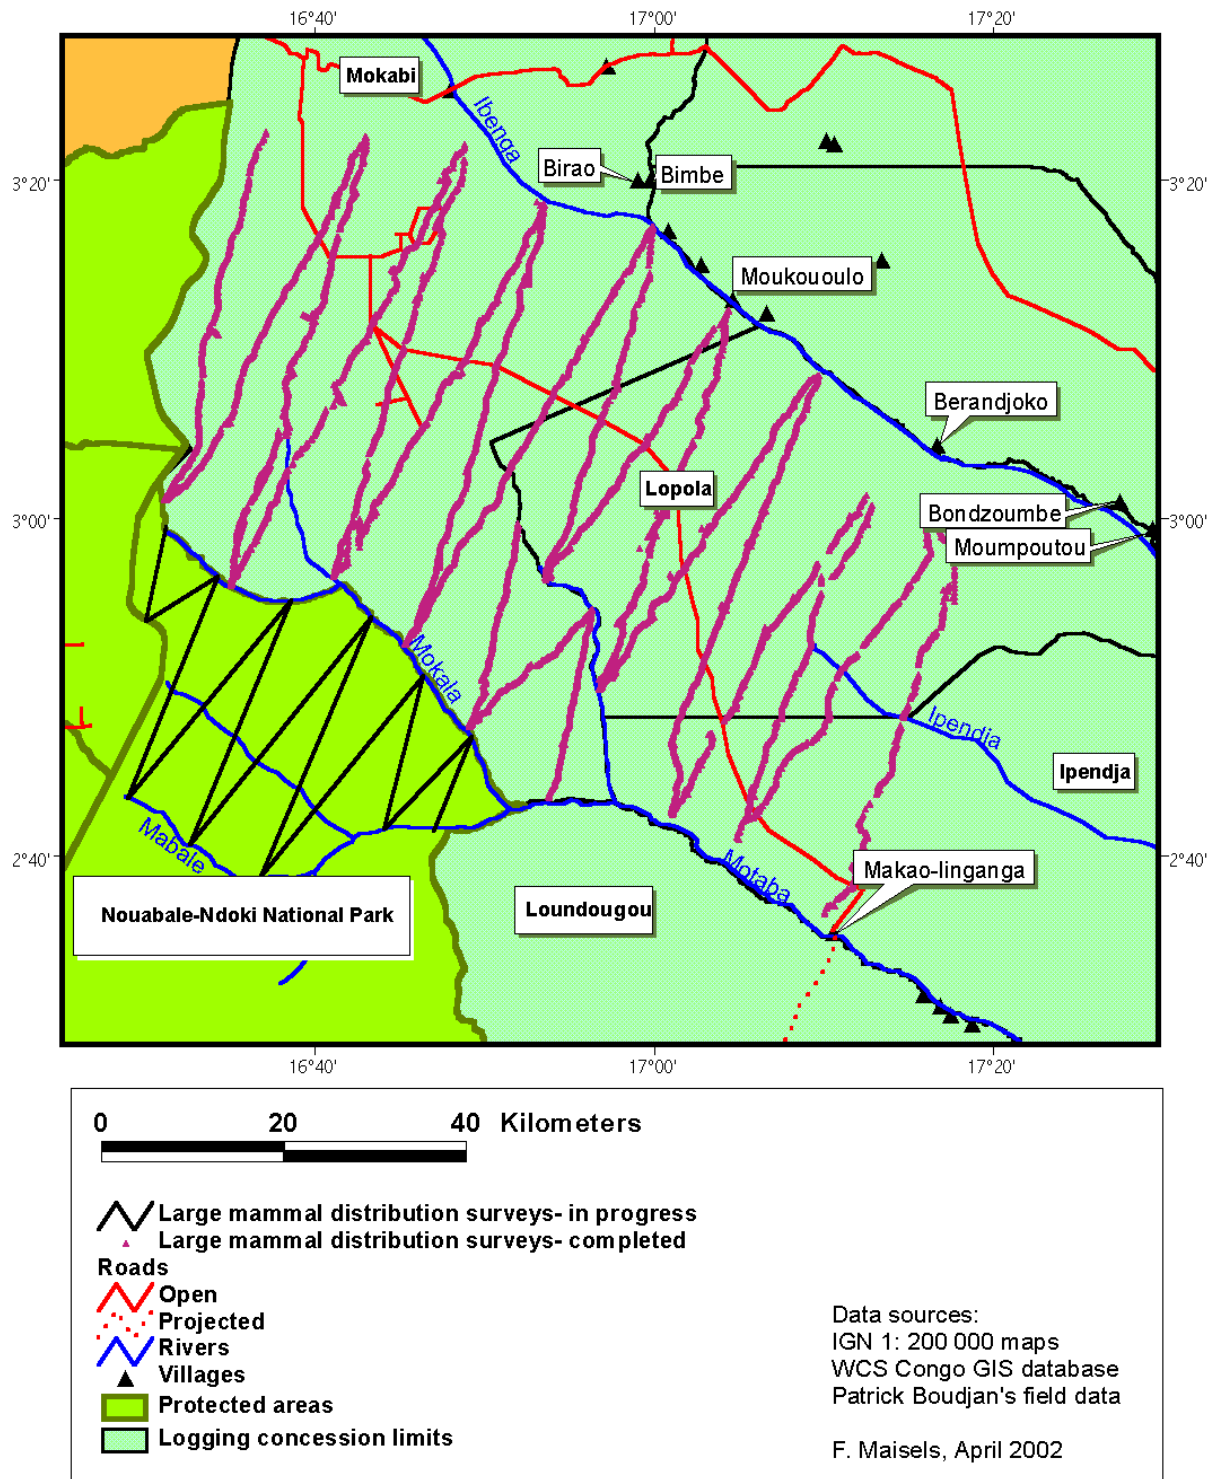 16°40' 17°00' 17°20'
Mokabi
Ibenga
Birao
Bimbe
3°20' 3°20'
Moukououlo
Berandjoko
Lopola
Bondzoumbe
3°00' 3°00'
Moumpoutou
Mokala
Ipendja
Ipendja
Mabale
Motaba
2°40' 2°40'
Makao-linganga
Nouabale-Ndoki National Park
Loundougou
16°40' 17°00' 17°20'
0 20 40 Kilometers
Large mammal distribution surveys- in progress
Large mammal distribution surveys- completed
Roads
Open
Projected
Rivers
Villages
Protected areas
Logging concession limits
Data sources:
IGN 1: 200 000 maps
WCS Congo GIS database
Patrick Boudjan's field data
F. Maisels, April 2002